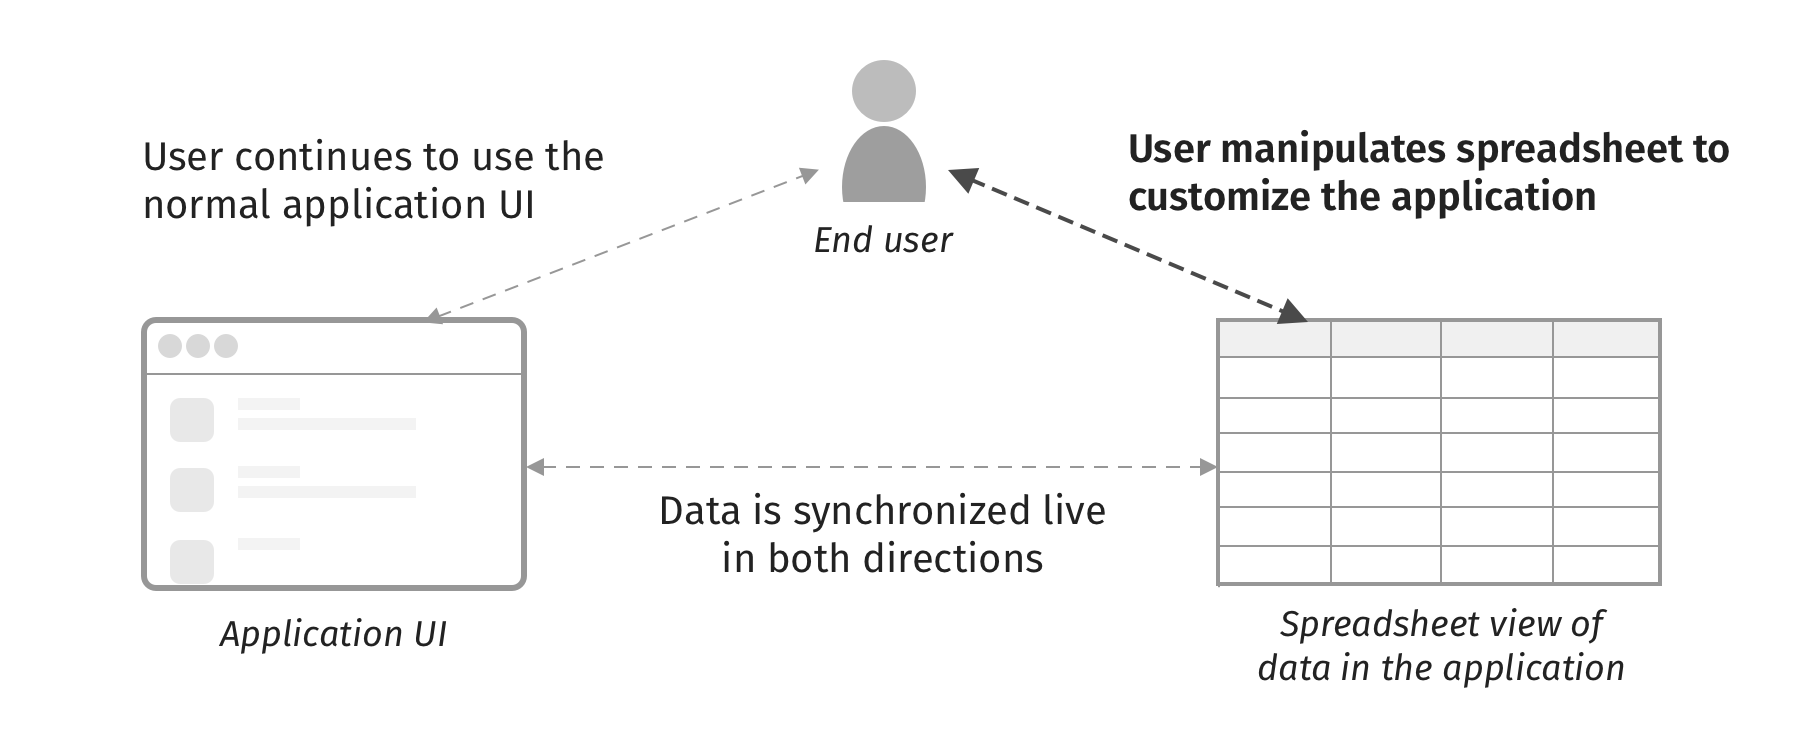 User continues to use the
normal application UI
User manipulates spreadsheet to
customize the application
End user
Data is synchronized live
in both directions
Application UI
Spreadsheet view of
data in the application